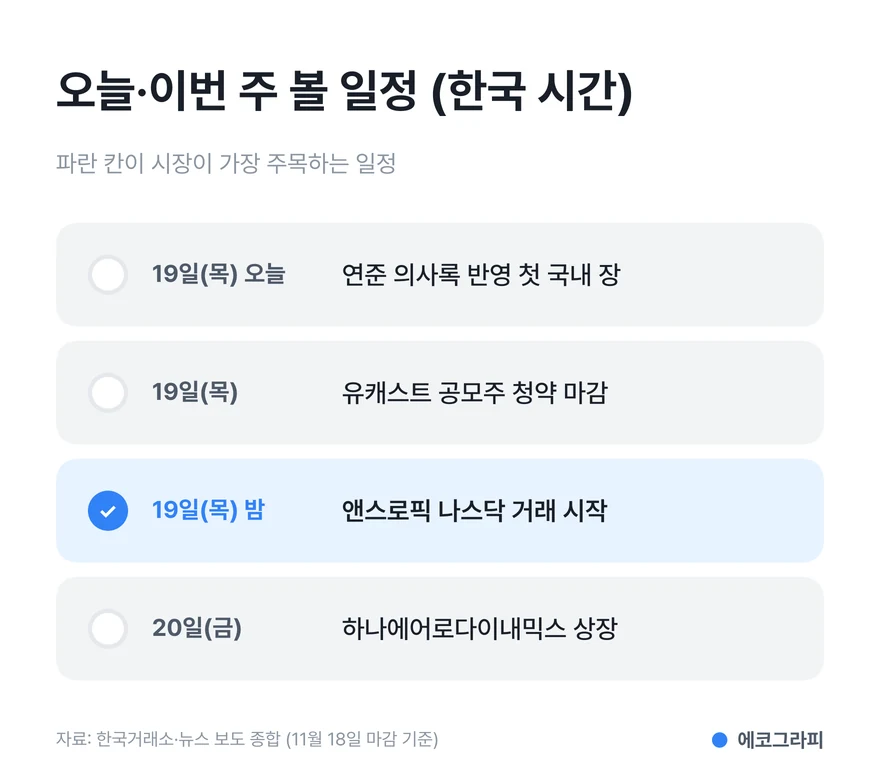 오늘·이번 주 볼 일정 (한국 시간)
파란 칸이 시장이 가장 주목하는 일정
19일(목) 오늘 연준 의사록 반영 첫 국내 장
19일(목) 유캐스트 공모주 청약 마감
19일(목) 밤 앤스로픽 나스닥 거래 시작
20일(금) 하나에어로다이내믹스 상장
자료: 한국거래소·뉴스 보도 종합 (11월 18일 마감 기준) 에코그라피